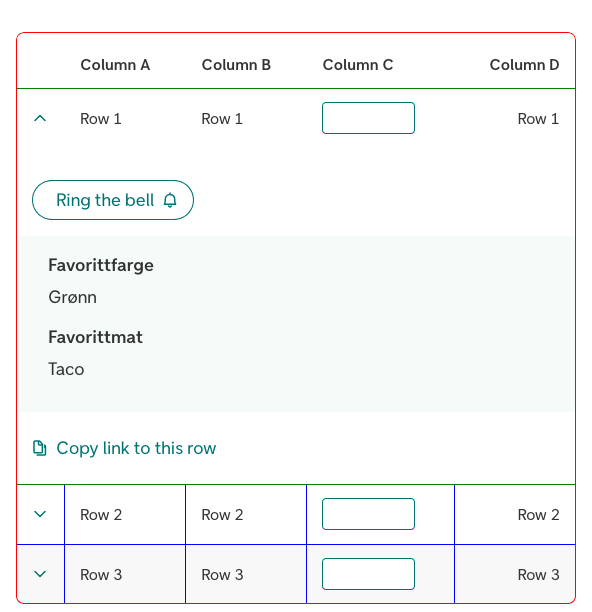 Column A Column B Column C Column D
Row 1 Row 1 Row 1
Ring the bell
Favorittfarge
Grønn
Favorittmat
Taco
Copy link to this row
Row 2 Row 2 Row 2
Row 3 Row 3 Row 3